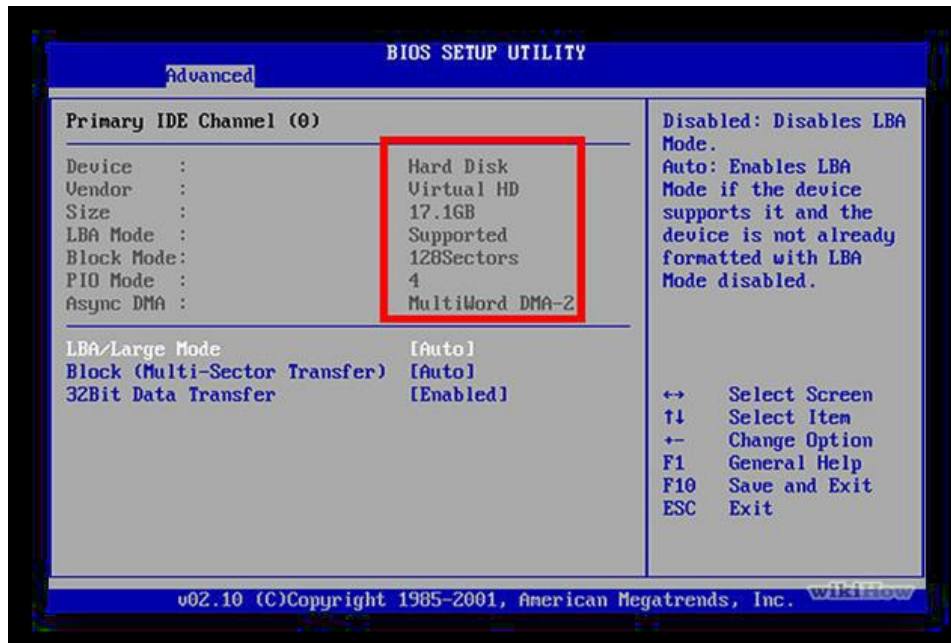 BIOS SETUP UTILITY
Advanced
Primary IDE Channel (0)
Device : Hard Disk
Vendor : Virtual HD
Size : 17.1GB
LBA Mode : Supported
Block Mode: 128Sectors
PIO Mode : 4
Async DMA : MultiWord DMA-2
LBA/Large Mode [Auto]
Block (Multi-Sector Transfer) [Auto]
32Bit Data Transfer [Enabled]
Disabled: Disables LBA
Mode.
Auto: Enables LBA
Mode if the device
supports it and the
device is not already
formatted with LBA
Mode disabled.
↔ Select Screen
↑↓ Select Item
+- Change Option
F1 General Help
F10 Save and Exit
ESC Exit
v02.10 (C)Copyright 1985-2001, American Megatrends, Inc.
wikiHow